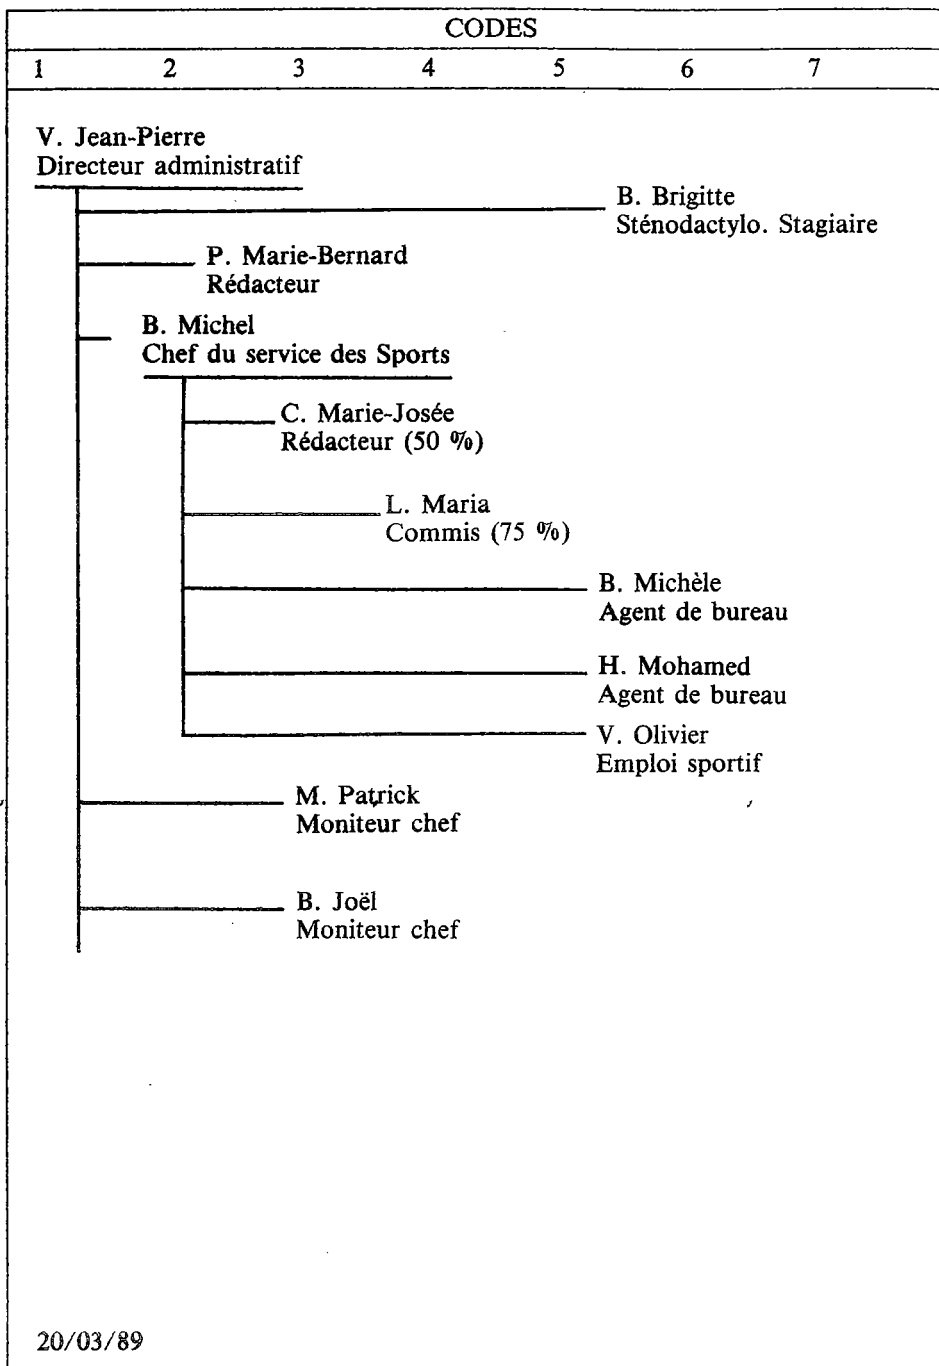 CODES
1 2 3 4 5 6 7
V. Jean-Pierre
Directeur administratif
B. Brigitte
Sténodactylo. Stagiaire
P. Marie-Bernard
Rédacteur
B. Michel
Chef du service des Sports
C. Marie-Josée
Rédacteur (50 %)
L. Maria
Commis (75 %)
B. Michèle
Agent de bureau
H. Mohamed
Agent de bureau
V. Olivier
Emploi sportif
M. Patrick
Moniteur chef
B. Joël
Moniteur chef
20/03/89